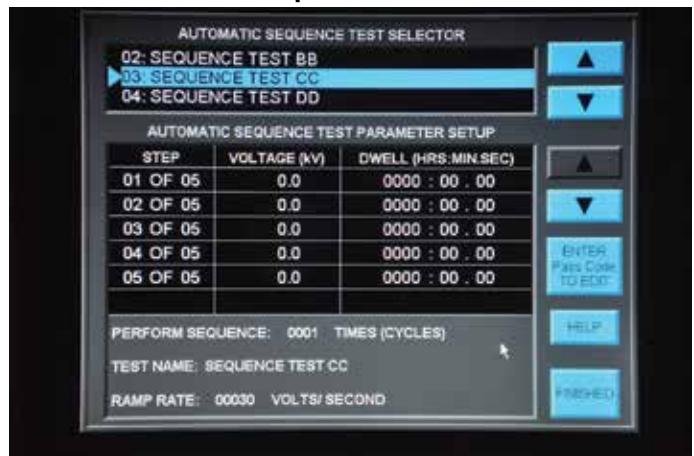 AUTOMATIC SEQUENCE TEST SELECTOR
02: SEQUENCE TEST BB
03: SEQUENCE TEST CC
04: SEQUENCE TEST DD
AUTOMATIC SEQUENCE TEST PARAMETER SETUP
STEP VOLTAGE (kV) DWELL (HRS:MIN.SEC)
01 OF 05 0.0 0000 : 00 . 00
02 OF 05 0.0 0000 : 00 . 00
03 OF 05 0.0 0000 : 00 . 00
04 OF 05 0.0 0000 : 00 . 00
05 OF 05 0.0 0000 : 00 . 00
ENTER
Pass Code
TO EDIT
PERFORM SEQUENCE: 0001 TIMES (CYCLES)
HELP
TEST NAME: SEQUENCE TEST CC
RAMP RATE: 00030 VOLTS/ SECOND
FINISHED